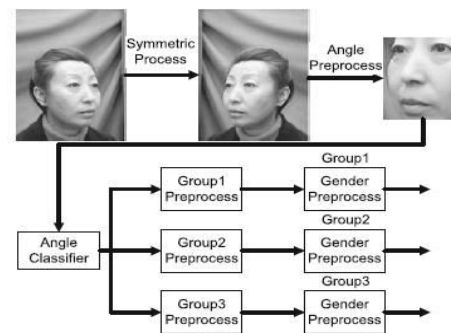 Symmetric
Process
Angle
Preprocess
Group1
Group1
Preprocess
Gender
Preprocess
Angle
Classifier
Group2
Group2
Preprocess
Gender
Preprocess
Group3
Group3
Preprocess
Gender
Preprocess